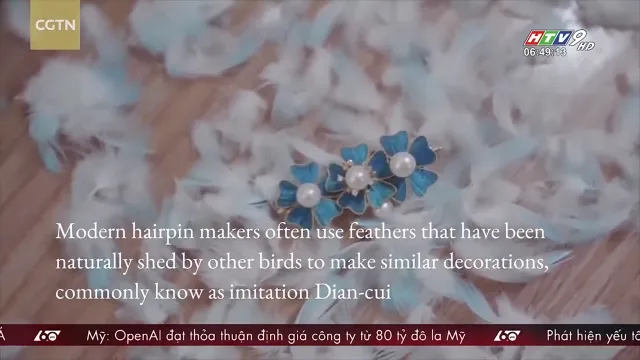 CGTN
HTV9 HD
06:49:13
Modern hairpin makers often use feathers that have been
naturally shed by other birds to make similar decorations,
commonly know as imitation Dian-cui
Á 60 Mỹ: OpenAI đạt thỏa thuận định giá công ty từ 80 tỷ đô la Mỹ 60 Phát hiện yếu tố